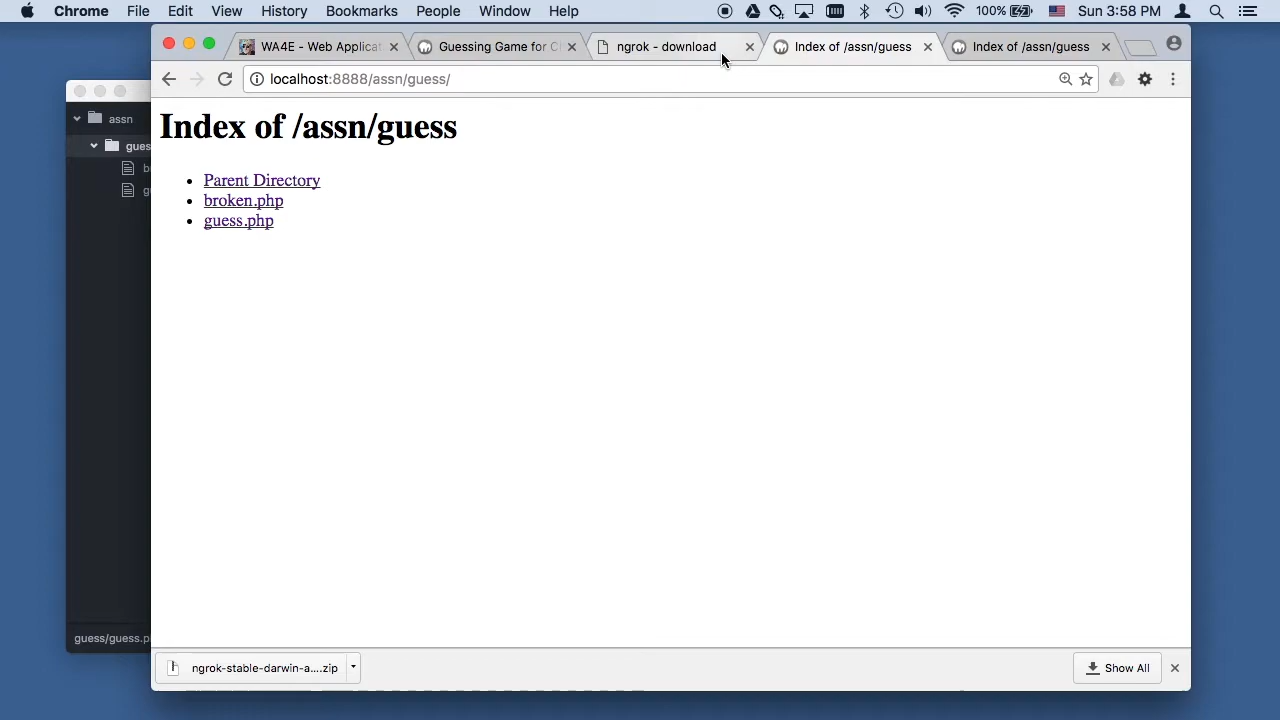 Chrome File Edit View History Bookmarks People Window Help 100% Sun 3:58 PM
WA4E - Web Applicat Guessing Game for C ngrok - download Index of /assn/guess Index of /assn/guess
localhost:8888/assn/guess/
assn
gues
b
g
Index of /assn/guess
Parent Directory
broken.php
guess.php
guess/guess.p
ngrok-stable-darwin-a....zip Show All